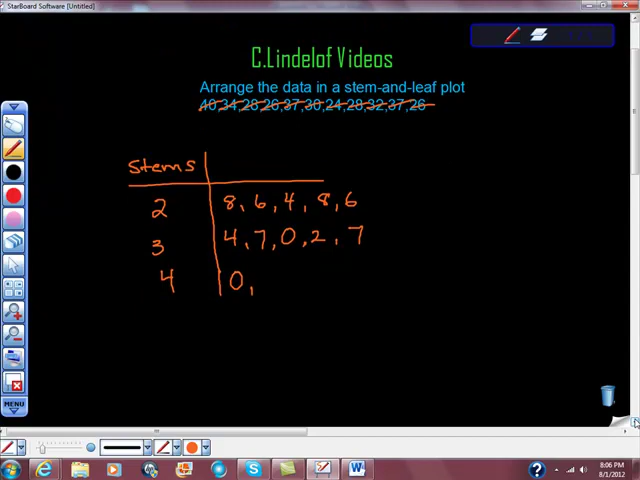 StarBoard Software [Untitled]
C.Lindelof Videos
Arrange the data in a stem-and-leaf plot
40,34,28,26,37,30,24,28,32,37,26
Stems
2 8, 6, 4, 8, 6
3 4, 7, 0, 2, 7
4 0,
MENU
8:06 PM
8/1/2012